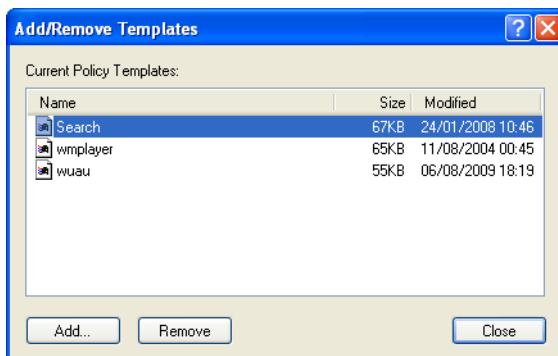 Add/Remove Templates
Current Policy Templates:
Name Size Modified
Search 67KB 24/01/2008 10:46
wmplayer 65KB 11/08/2004 00:45
wuau 55KB 06/08/2009 18:19
Add... Remove Close